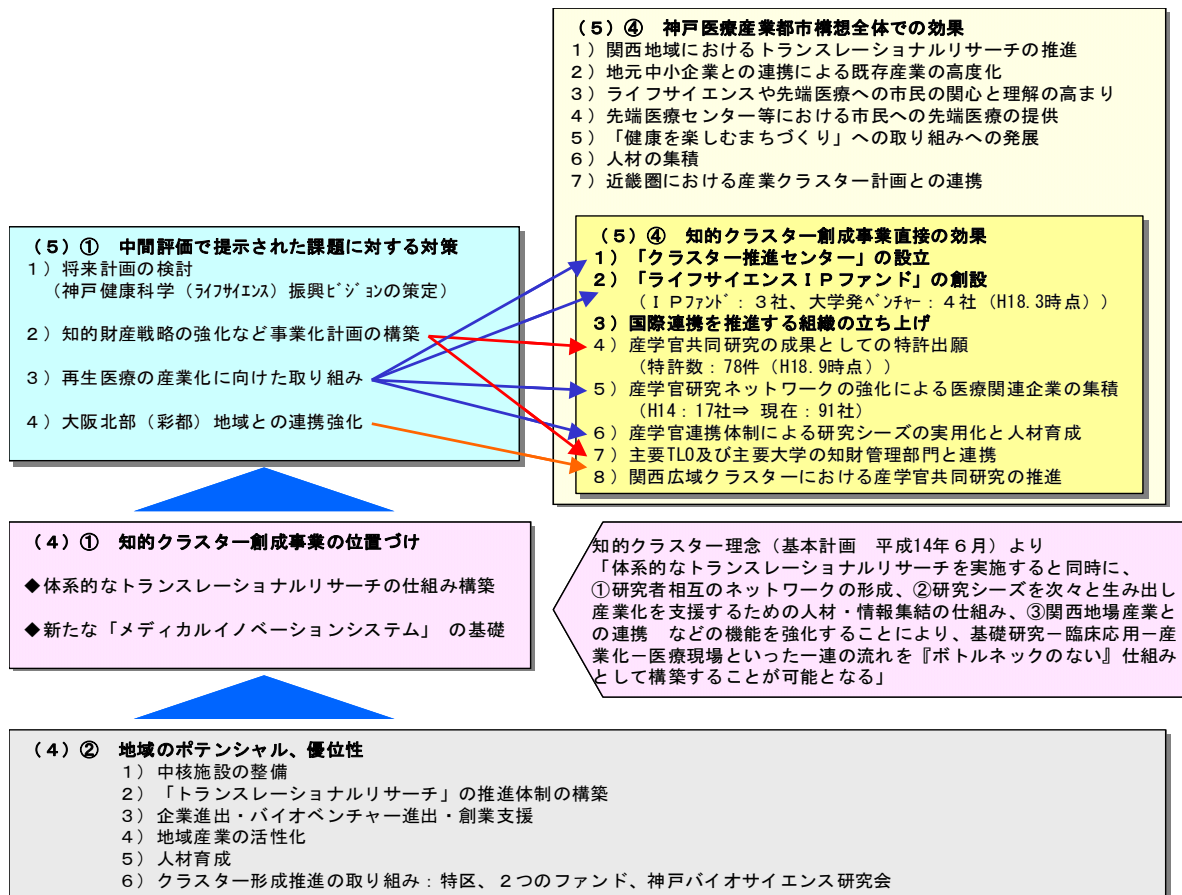 （５）④　神戸医療産業都市構想全体での効果
１）関西地域におけるトランスレーショナルリサーチの推進
２）地元中小企業との連携による既存産業の高度化
３）ライフサイエンスや先端医療への市民の関心と理解の高まり
４）先端医療センター等における市民への先端医療の提供
５）「健康を楽しむまちづくり」への取り組みへの発展
６）人材の集積
７）近畿圏における産業クラスター計画との連携
（５）①　中間評価で提示された課題に対する対策
１）将来計画の検討
（神戸健康科学（ﾗｲﾌｻｲｴﾝｽ）振興ﾋﾞｼﾞｮﾝの策定）
２）知的財産戦略の強化など事業化計画の構築
３）再生医療の産業化に向けた取り組み
４）大阪北部（彩都）地域との連携強化
（５）④　知的クラスター創成事業直接の効果
１）「クラスター推進センター」の設立
２）「ライフサイエンスＩＰファンド」の創設
（ＩＰﾌｧﾝﾄﾞ：３社、大学発ﾍﾞﾝﾁｬｰ：４社（H18.3時点））
３）国際連携を推進する組織の立ち上げ
４）産学官共同研究の成果としての特許出願
（特許数：78件（H18.9時点））
５）産学官研究ネットワークの強化による医療関連企業の集積
（H14：17社⇒ 現在：91社）
６）産学官連携体制による研究シーズの実用化と人材育成
７）主要TLO及び主要大学の知財管理部門と連携
８）関西広域クラスターにおける産学官共同研究の推進
（４）①　知的クラスター創成事業の位置づけ
◆体系的なトランスレーショナルリサーチの仕組み構築
◆新たな「メディカルイノベーションシステム」 の基礎
知的クラスター理念（基本計画　平成14年６月）より
「体系的なトランスレーショナルリサーチを実施すると同時に、
①研究者相互のネットワークの形成、②研究シーズを次々と生み出し
産業化を支援するための人材・情報集結の仕組み、③関西地場産業と
の連携　などの機能を強化することにより、基礎研究－臨床応用－産
業化－医療現場といった一連の流れを『ボトルネックのない』仕組み
として構築することが可能となる」
（４）②　地域のポテンシャル、優位性
１）中核施設の整備
２）「トランスレーショナルリサーチ」の推進体制の構築
３）企業進出・バイオベンチャー進出・創業支援
４）地域産業の活性化
５）人材育成
６）クラスター形成推進の取り組み：特区、２つのファンド、神戸バイオサイエンス研究会